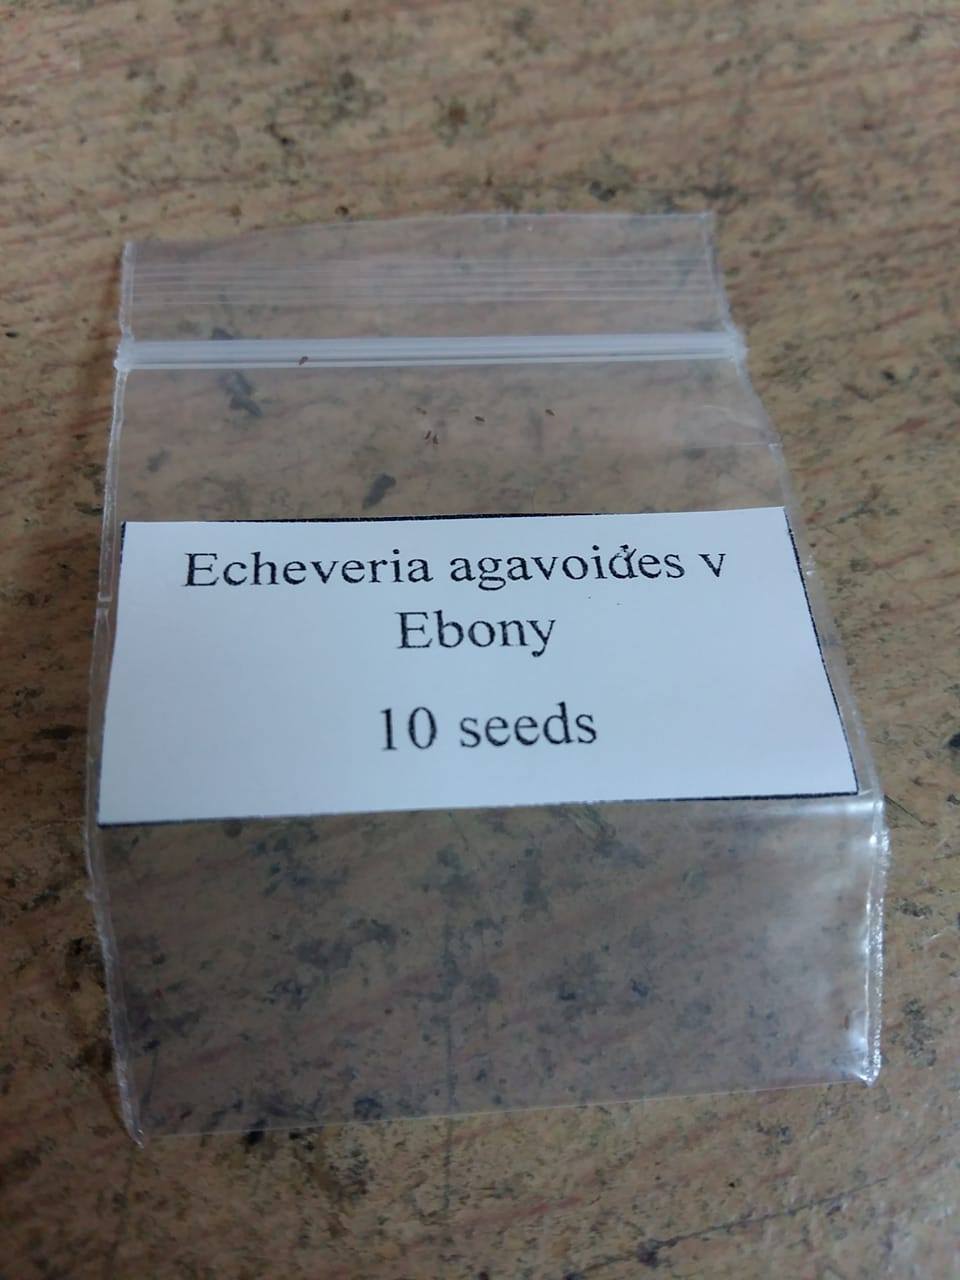 Echeveria agavoides v
Ebony
10 seeds